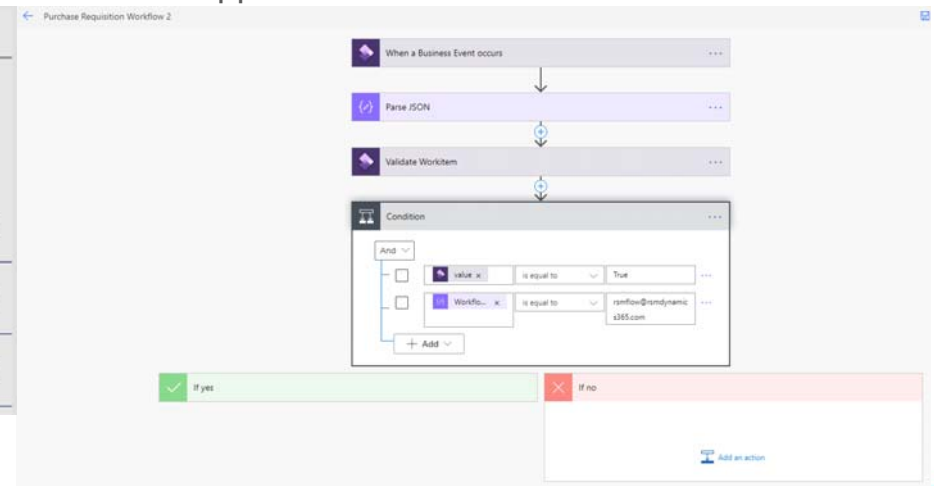 Purchase Requisition Workflow 2
When a Business Event occurs
Parse JSON
Validate Workitem
Condition
And
value x is equal to True
Workflo... x is equal to rsmflow@rsmdynamic
s365.com
+ Add
If yes
If no
Add an action